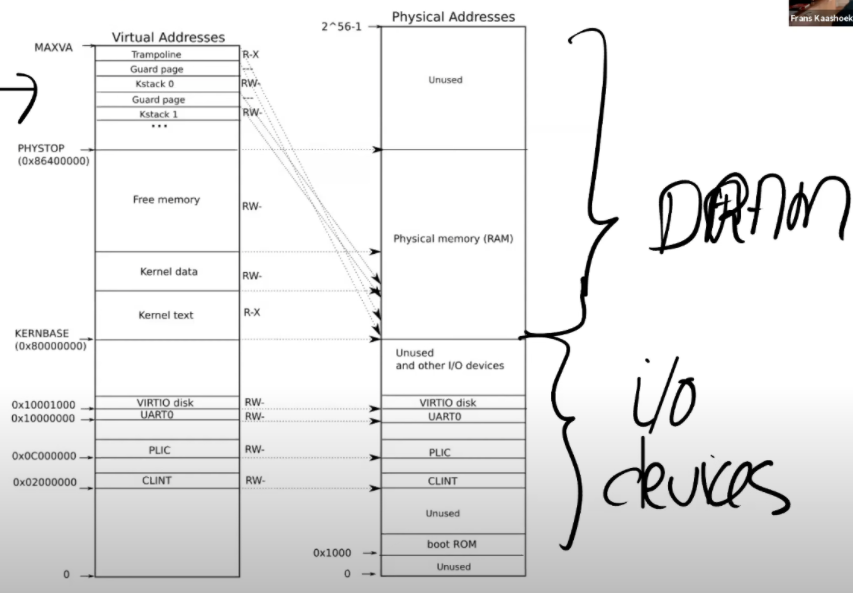 Frans Kaashoek
Virtual Addresses
Physical Addresses
MAXVA
Trampoline
R-X
Guard page
---
Kstack 0
RW-
Guard page
---
Kstack 1
RW-
...
PHYSTOP
(0x86400000)
Free memory
RW-
Kernel data
RW-
Kernel text
R-X
KERNBASE
(0x80000000)
0x10001000
VIRTIO disk
RW-
0x10000000
UART0
RW-
0x0C000000
PLIC
RW-
0x02000000
CLINT
RW-
0
2^56-1
Unused
Physical memory (RAM)
Unused
and other I/O devices
VIRTIO disk
UART0
PLIC
CLINT
Unused
boot ROM
0x1000
Unused
0
DRAM
i/o
devices